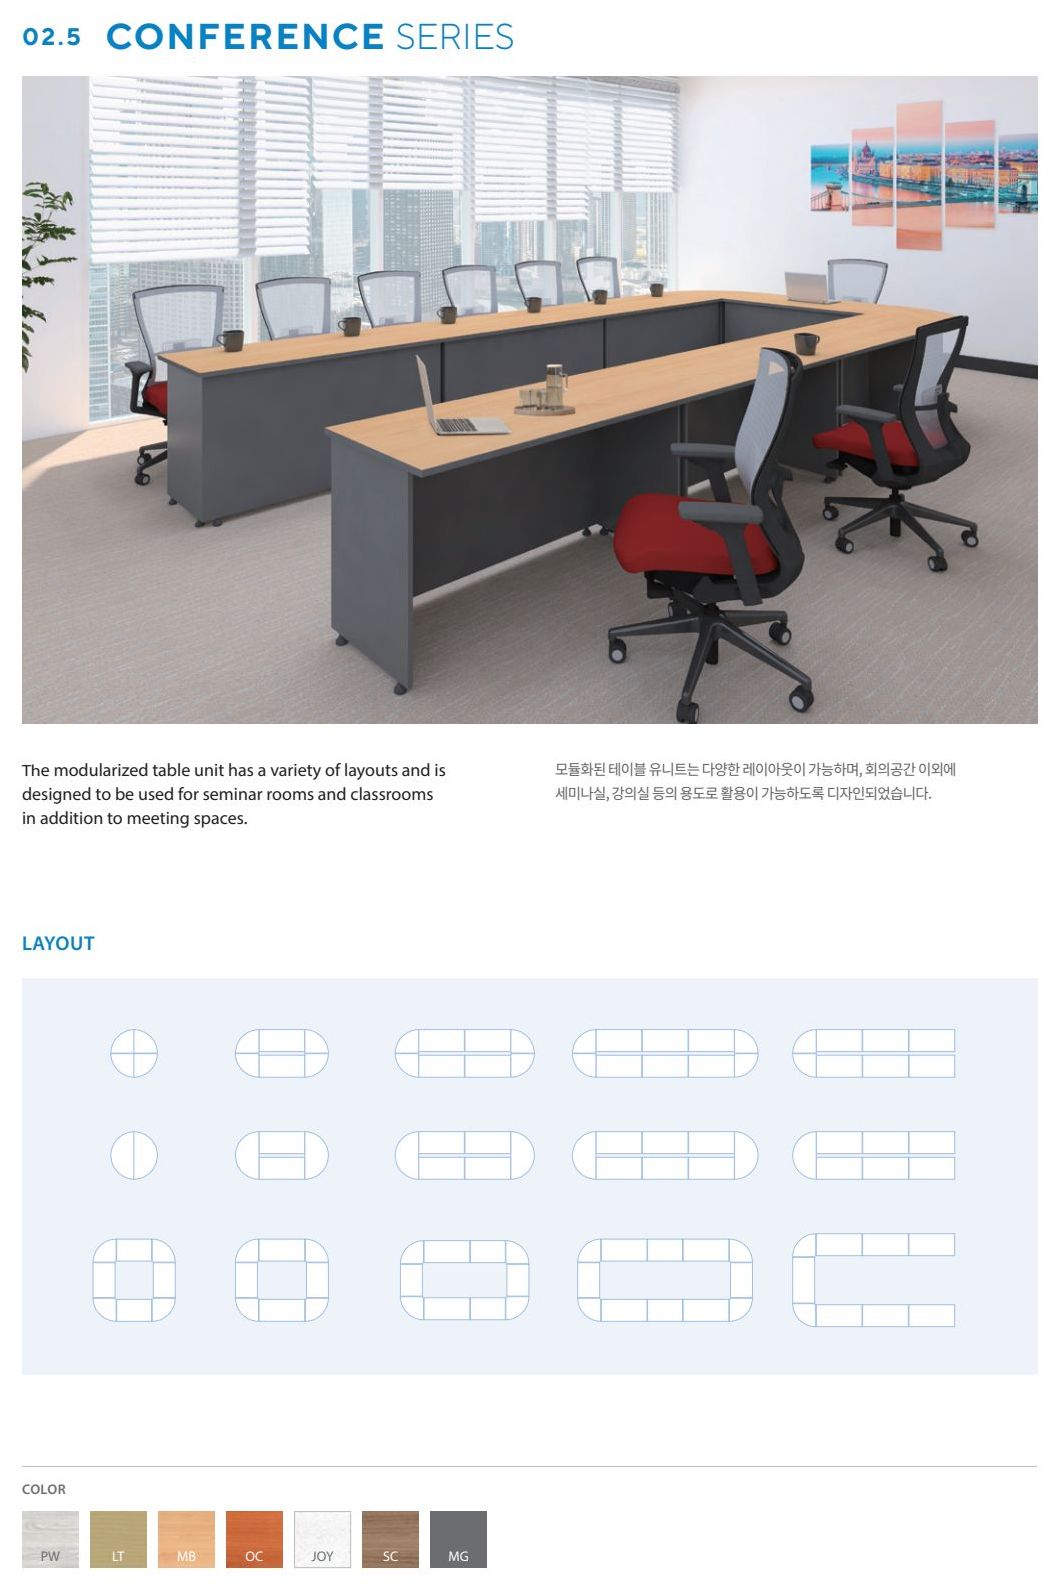 02.5 CONFERENCE SERIES
The modularized table unit has a variety of layouts and is
designed to be used for seminar rooms and classrooms
in addition to meeting spaces.
모듈화된 테이블 유니트는 다양한 레이아웃이 가능하며, 회의공간 이외에
세미나실, 강의실 등의 용도로 활용이 가능하도록 디자인되었습니다.
LAYOUT
COLOR
PW LT MB OC JOY SC MG